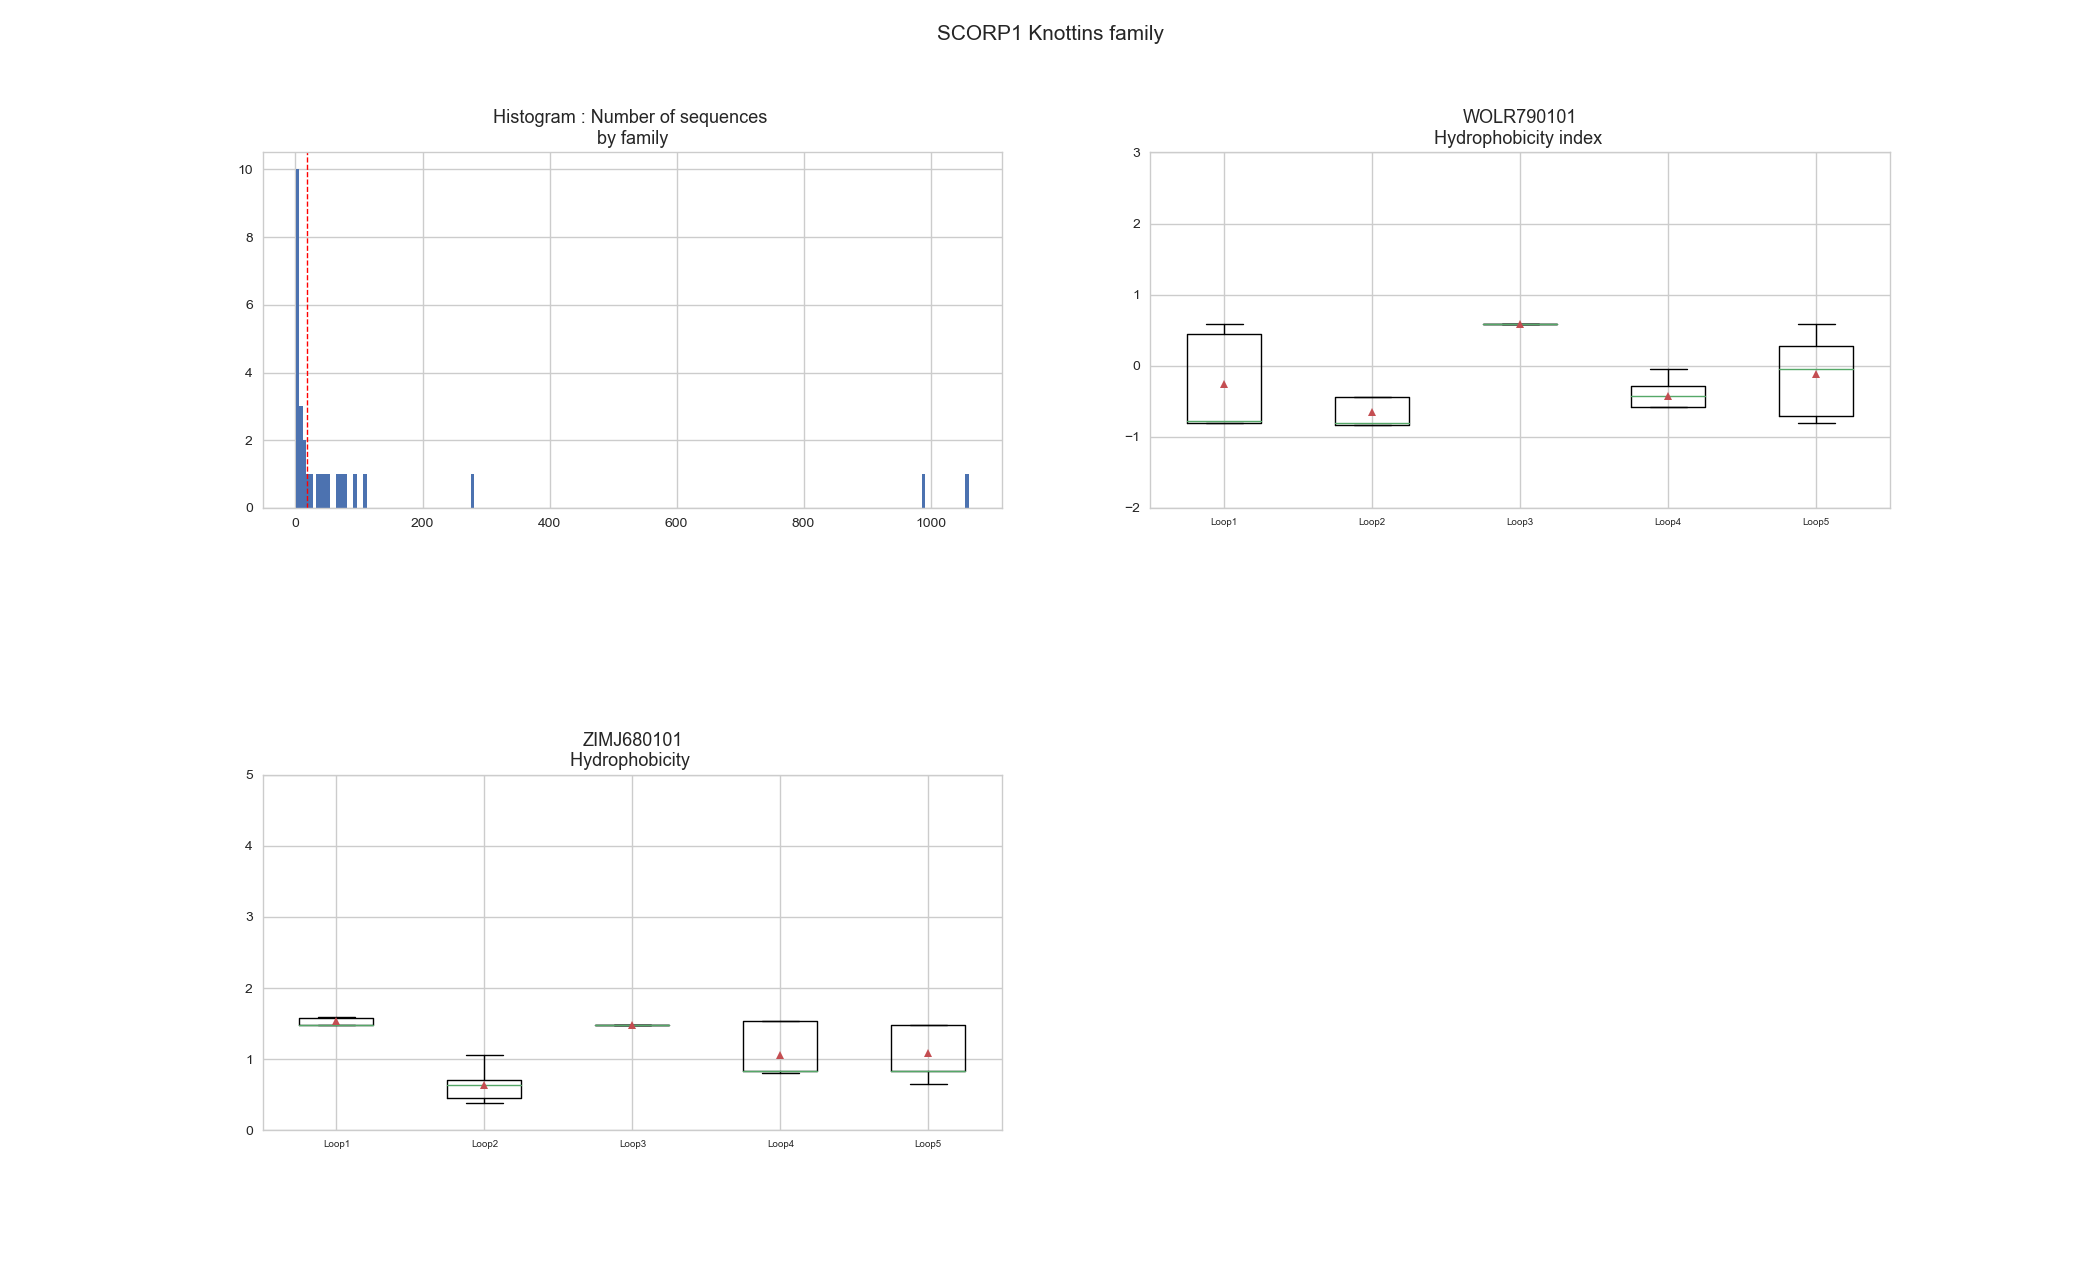 SCORP1 Knottins family
Histogram : Number of sequences
by family
10
8
6
4
2
0
0 200 400 600 800 1000
WOLR790101
Hydrophobicity index
3
2
1
0
−1
−2
Loop1 Loop2 Loop3 Loop4 Loop5
ZIMJ680101
Hydrophobicity
5
4
3
2
1
0
Loop1 Loop2 Loop3 Loop4 Loop5